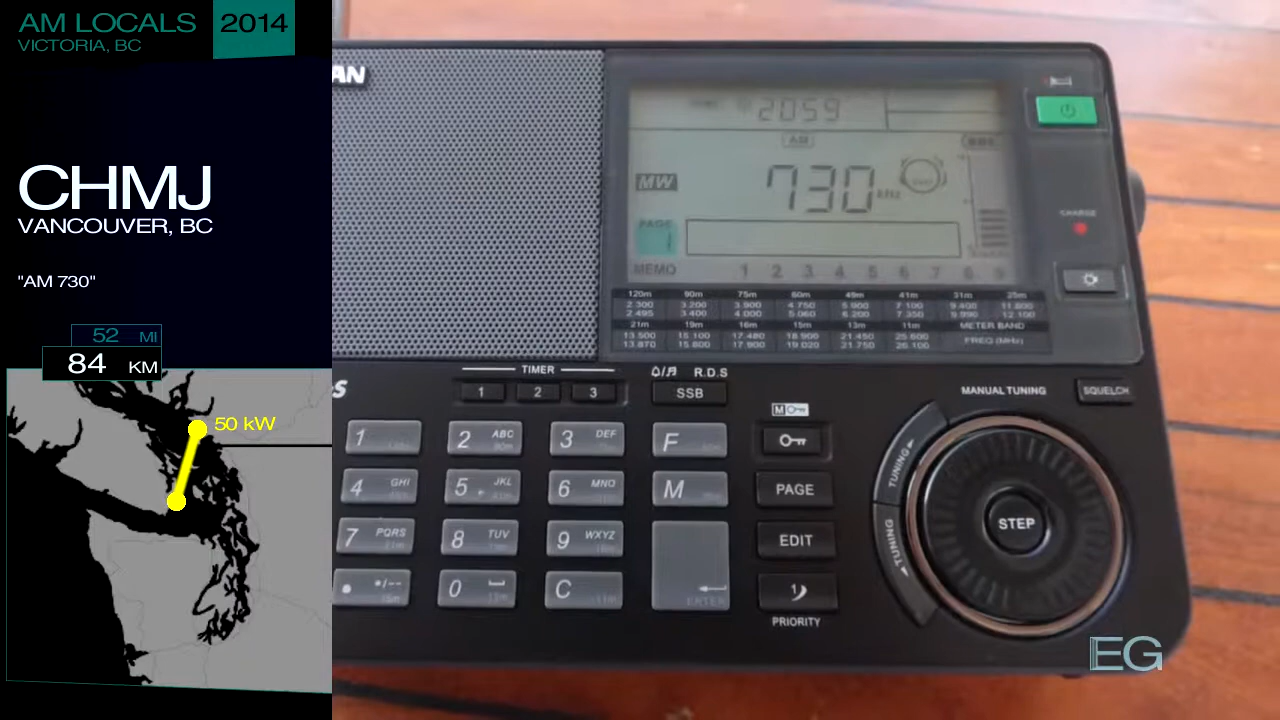 AM LOCALS 2014
VICTORIA, BC
CHMJ
VANCOUVER, BC
"AM 730"
52 MI
84 KM
50 kW
AN
2059
AM
MW
730 kHz
PAGE
MEMO 1 2 3 4 5 6 7 8 9
120m 90m 75m 60m 49m 41m 31m 25m
2.300 3.200 3.900 4.750 5.900 7.100 9.400 11.600
2.495 3.400 4.000 5.060 6.200 7.350 9.990 12.100
21m 19m 16m 15m 13m 11m METER BAND
13.500 15.100 17.480 18.900 21.450 25.600 FREQ (MHz)
13.870 15.800 17.900 19.020 21.750 26.100
CHARGE
S
TIMER
1 2 3
R.D.S
SSB
MANUAL TUNING
SQUELCH
M
1
2 ABC
3 DEF
F
4 GHI
5 JKL
6 MNO
M
PAGE
7 PQRS
8 TUV
9 WXYZ
EDIT
• */--
0
C
ENTER
PRIORITY
TUNING
TUNING
STEP
EG